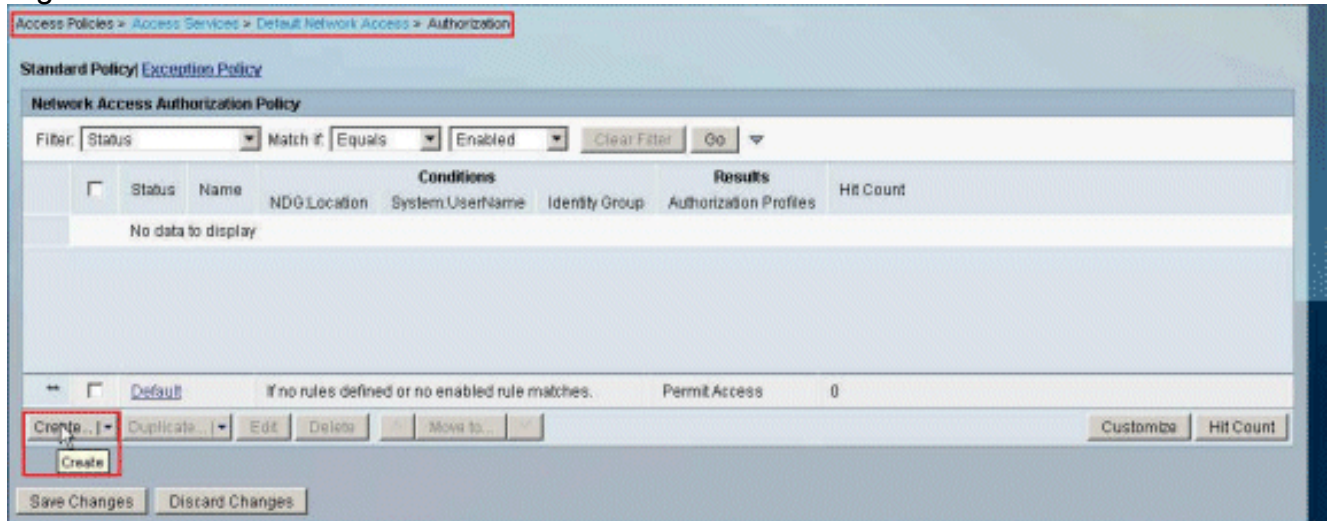 Access Policies > Access Services > Default Network Access > Authorization
Standard Policy| Exception Policy
Network Access Authorization Policy
Filter: Status Match if: Equals Enabled Clear Filter Go
Conditions Results
Status Name NDG:Location System:UserName Identity Group Authorization Profiles Hit Count
No data to display
** Default If no rules defined or no enabled rule matches. Permit Access 0
Create... Duplicate... Edit Delete ^ Move to... Customize Hit Count
Create
Save Changes Discard Changes